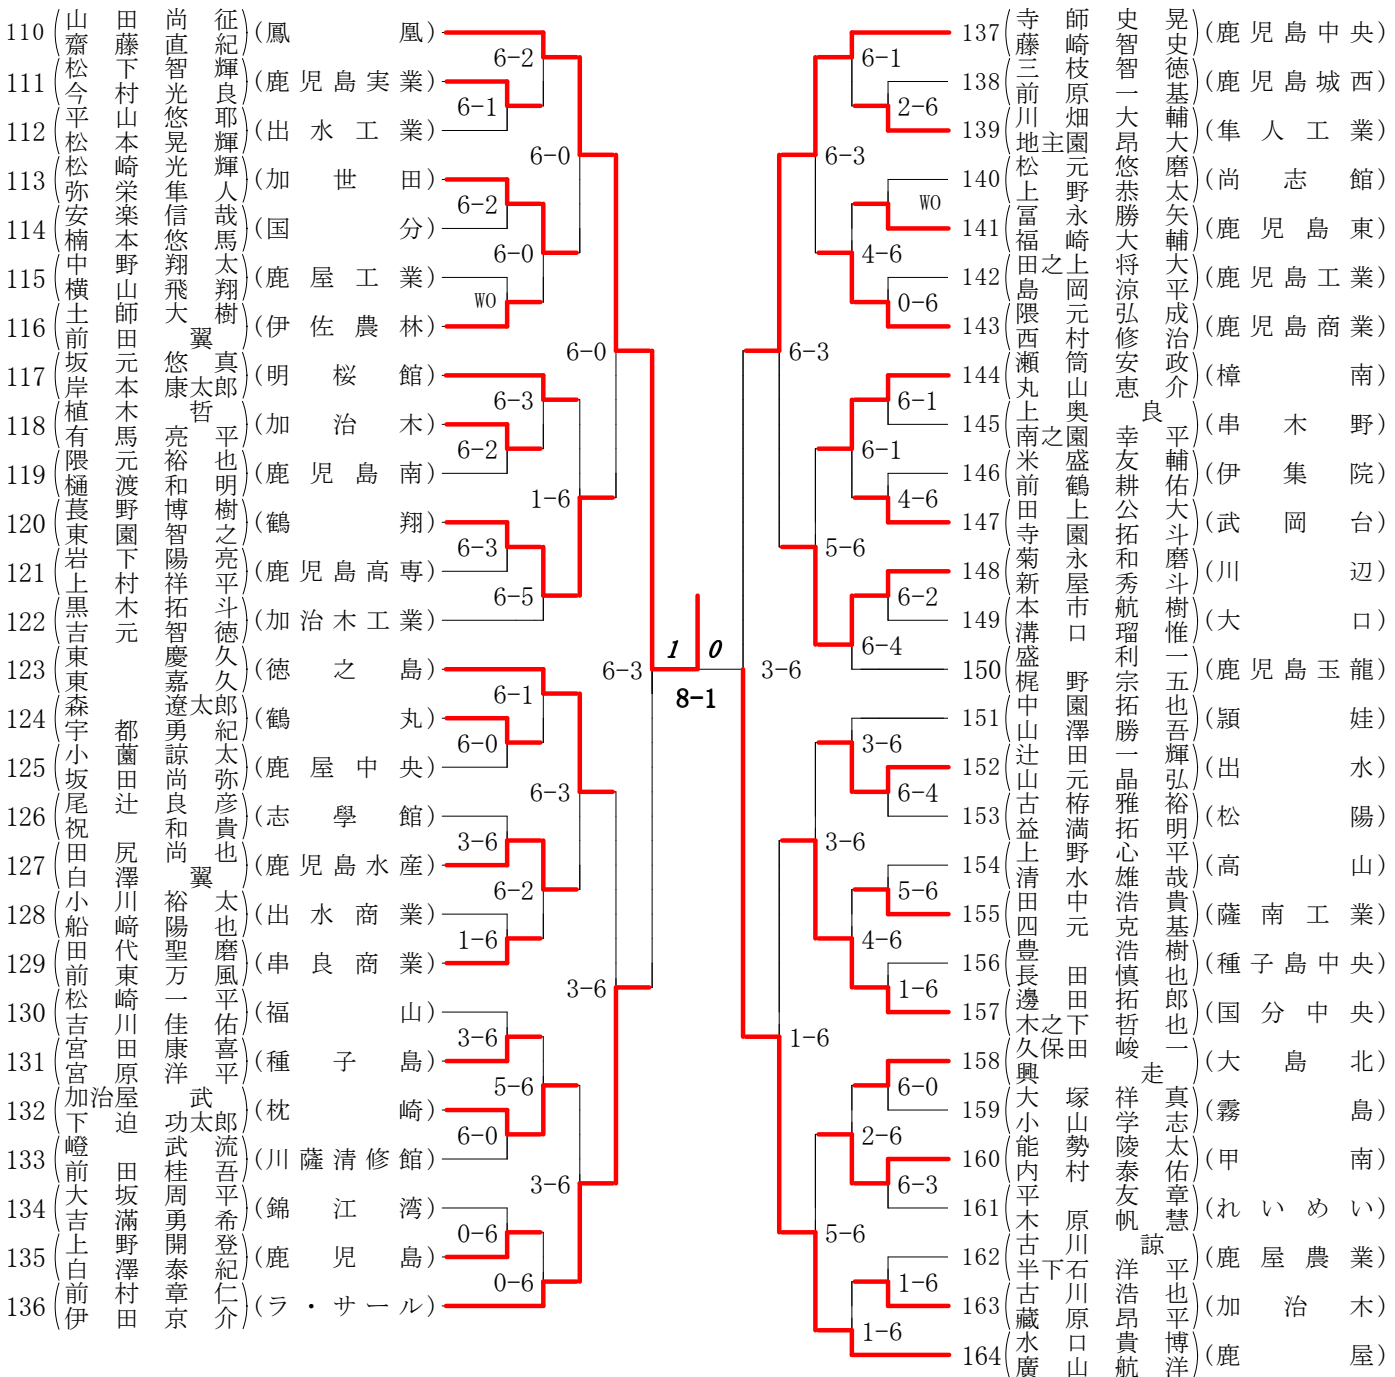 110 山田尚征 齋藤直紀 (鳳凰)
111 松下智輝 今村光良 (鹿児島実業)
112 平山悠耶 松本晃輝 (出水工業)
113 松崎光輝 弥栄隼人 (加世田)
114 安楽信哉 楠本悠馬 (国分)
115 中野翔太 横山飛翔 (鹿屋工業)
116 土師大樹 前田翼 (伊佐農林)
117 坂元悠真 岸本康太郎 (明桜館)
118 植木哲 有馬亮平 (加治木)
119 隈元裕也 樋渡和明 (鹿児島南)
120 萇野博樹 東園智之 (鶴翔)
121 岩下陽亮 上村祥平 (鹿児島高専)
122 黒木拓斗 吉元智徳 (加治木工業)
123 東慶久 東嘉久 (徳之島)
124 森遼太郎 宇都勇紀 (鶴丸)
125 小薗諒太 坂田尚弥 (鹿屋中央)
126 尾辻良彦 祝和貴 (志學館)
127 田尻尚也 白澤翼 (鹿児島水産)
128 小川裕太 船﨑陽也 (出水商業)
129 田代聖磨 前東万風 (串良商業)
130 松崎一平 吉川佳佑 (福山)
131 宮田康喜 宮原洋平 (種子島)
132 加治屋武 下迫功太郎 (枕崎)
133 嶝武流 前田桂吾 (川薩清修館)
134 大坂周平 吉満勇希 (錦江湾)
135 上野開登 白澤泰紀 (鹿児島)
136 前村章仁 伊田京介 (ラ・サール)
6-2
6-1
6-0
6-2
6-0
WO
6-0
6-3
6-2
1-6
6-3
6-5
6-3
6-1
6-0
6-3
3-6
6-2
1-6
3-6
3-6
5-6
6-0
3-6
0-6
0-6
1 0
8-1
137 寺師史晃 藤崎智史 (鹿児島中央)
138 三枝智徳 前原一基 (鹿児島城西)
139 川畑大輔 地主園昂大 (隼人工業)
140 松元悠磨 上野恭太 (尚志館)
141 冨永勝矢 福崎大輔 (鹿児島東)
142 田之上将大 島岡涼平 (鹿児島工業)
143 隈元弘成 西村修治 (鹿児島商業)
144 瀬筒安政 丸山恵介 (樟南)
145 上奥良 南之園幸平 (串木野)
146 米盛友輔 前鶴耕佑 (伊集院)
147 田上公大 寺園拓斗 (武岡台)
148 菊永和磨 新屋秀斗 (川辺)
149 本市航樹 溝口瑠惟 (大口)
150 盛利一 梶野宗五 (鹿児島玉龍)
151 中園拓也 山澤勝吾 (頴娃)
152 辻田一輝 山元晶弘 (出水)
153 古栫雅裕 益満拓明 (松陽)
154 上野心平 清水雄哉 (高山)
155 田中浩貴 四元克基 (薩南工業)
156 豊浩樹 長田慎也 (種子島中央)
157 邊田拓郎 木之下哲也 (国分中央)
158 久保田峻一 興走 (大島北)
159 大塚祥真 小山学志 (霧島)
160 能勢陵太 内村泰佑 (甲南)
161 平友章 木原帆慧 (れいめい)
162 古川諒 半下石洋平 (鹿屋農業)
163 古川浩也 藏原昂平 (加治木)
164 水口貴博 廣山航洋 (鹿屋)
6-1
2-6
6-3
WO
4-6
0-6
6-3
6-1
6-1
4-6
5-6
6-2
6-4
3-6
3-6
6-4
3-6
5-6
4-6
1-6
1-6
6-0
2-6
6-3
5-6
1-6
1-6